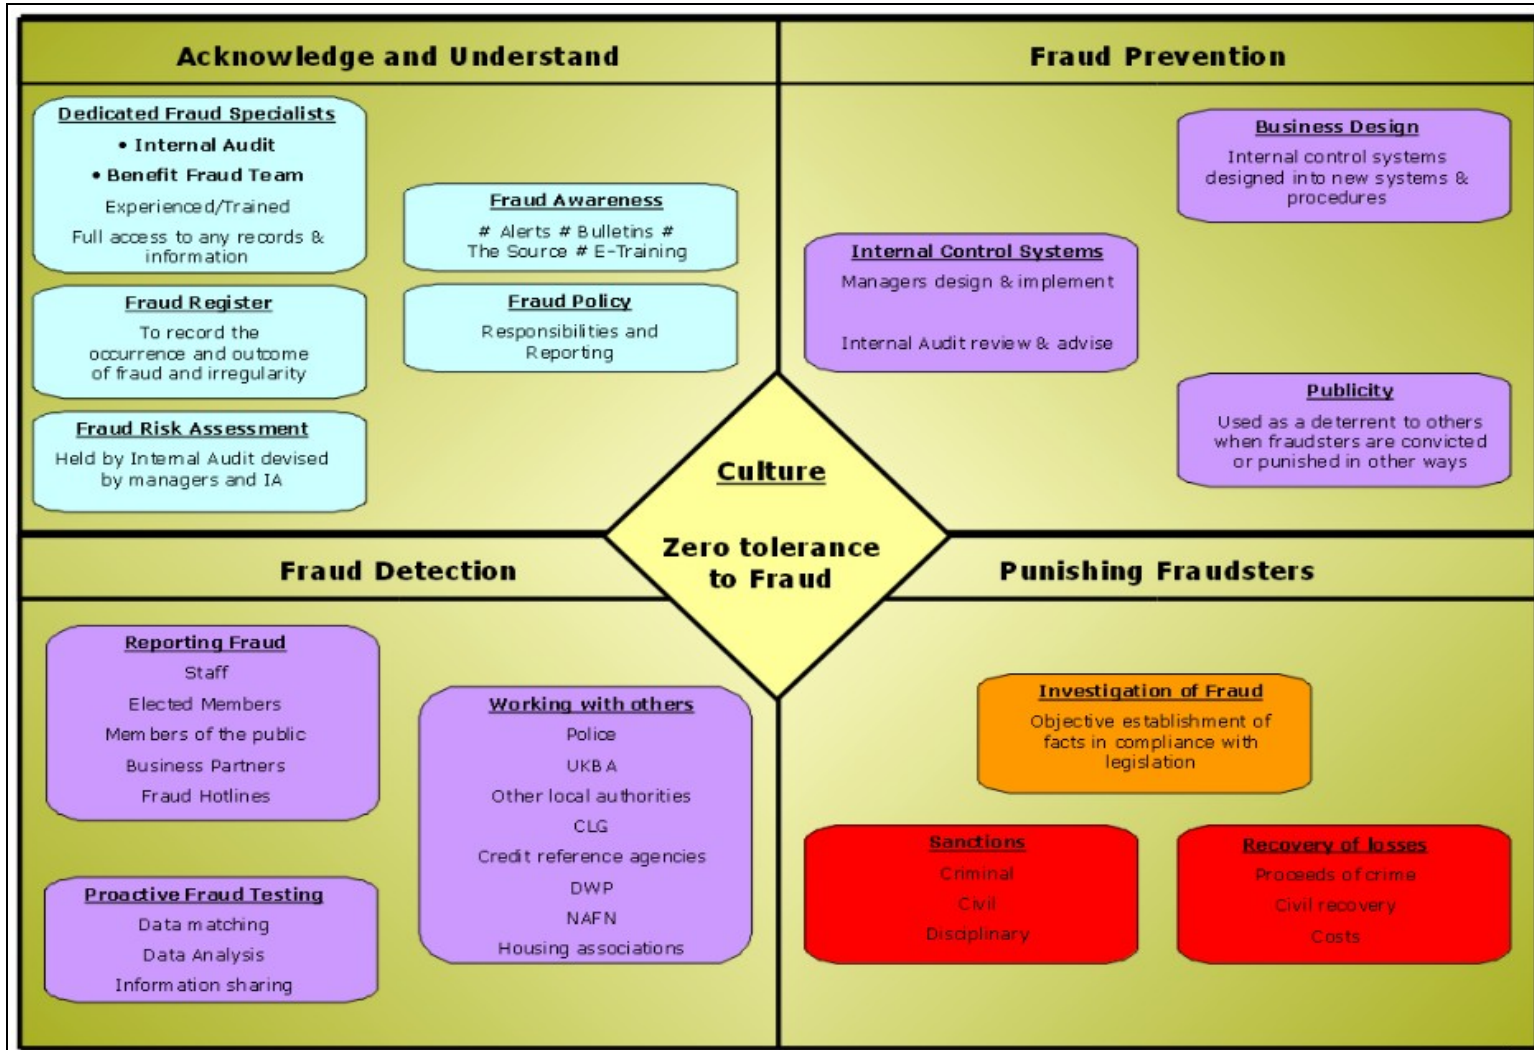 Acknowledge and Understand
Dedicated Fraud Specialists
• Internal Audit
• Benefit Fraud Team
Experienced/Trained
Full access to any records &
information
Fraud Register
To record the
occurrence and outcome
of fraud and irregularity
Fraud Risk Assessment
Held by Internal Audit devised
by managers and IA
Fraud Awareness
# Alerts # Bulletins #
The Source # E-Training
Fraud Policy
Responsibilities and
Reporting
Fraud Prevention
Internal Control Systems
Managers design & implement
Internal Audit review & advise
Business Design
Internal control systems
designed into new systems &
procedures
Publicity
Used as a deterrent to others
when fraudsters are convicted
or punished in other ways
Culture
Zero tolerance
to Fraud
Fraud Detection
Reporting Fraud
Staff
Elected Members
Members of the public
Business Partners
Fraud Hotlines
Proactive Fraud Testing
Data matching
Data Analysis
Information sharing
Working with others
Police
UKBA
Other local authorities
CLG
Credit reference agencies
DWP
NAFN
Housing associations
Punishing Fraudsters
Investigation of Fraud
Objective establishment of
facts in compliance with
legislation
Sanctions
Criminal
Civil
Disciplinary
Recovery of losses
Proceeds of crime
Civil recovery
Costs